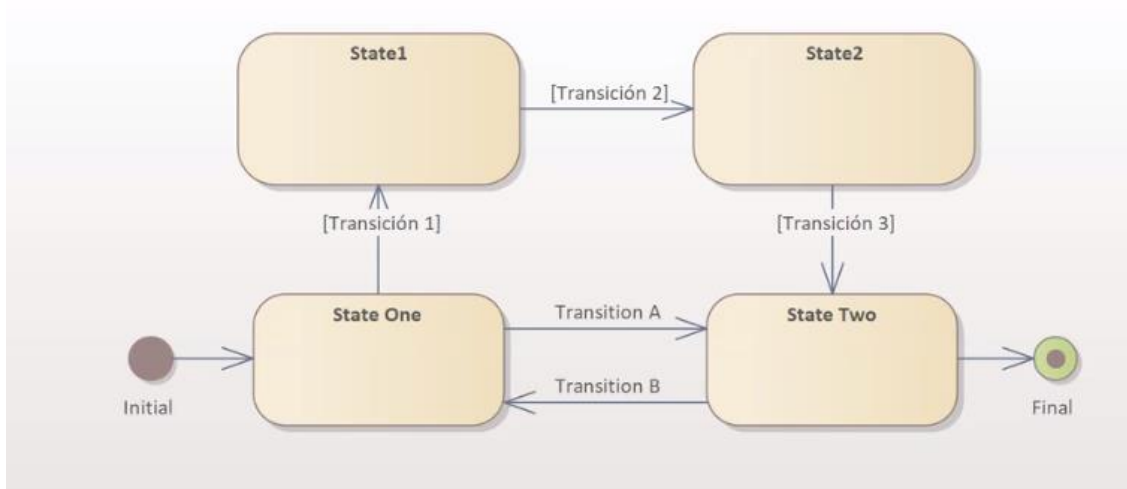 State1
State2
[Transición 2]
[Transición 1]
[Transición 3]
State One
Transition A
State Two
Transition B
Initial
Final